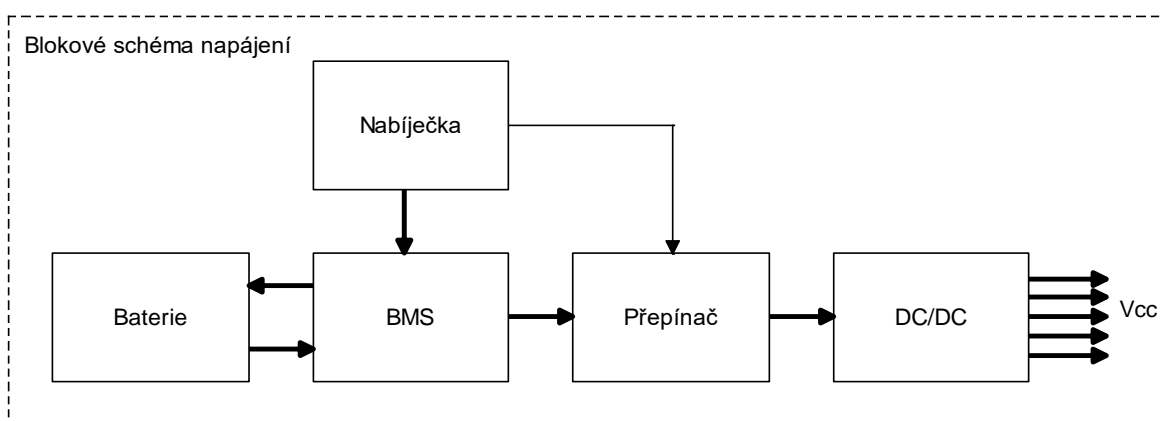 Blokové schéma napájení
Nabíječka
Baterie
BMS
Přepínač
DC/DC
Vcc